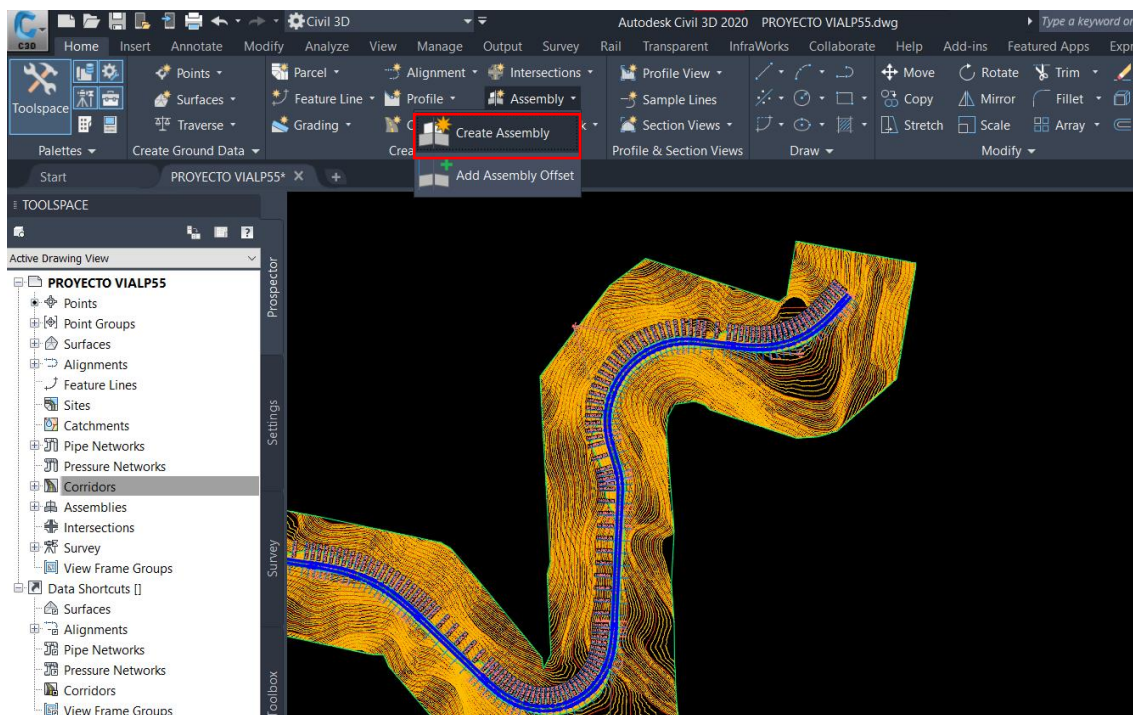 Civil 3D
Autodesk Civil 3D 2020 PROYECTO VIALP55.dwg
Type a keyword or
C3D
Home Insert Annotate Modify Analyze View Manage Output Survey Rail Transparent InfraWorks Collaborate Help Add-ins Featured Apps Expr
Points Parcel Alignment Intersections Profile View Move Rotate Trim
Toolspace Surfaces Feature Line Profile Assembly Sample Lines Copy Mirror Fillet
Traverse Grading C Create Assembly k Section Views Stretch Scale Array
Palettes Create Ground Data Crea Profile & Section Views Draw Modify
Add Assembly Offset
Start PROYECTO VIALP55*
TOOLSPACE
Active Drawing View
PROYECTO VIALP55
Points
Point Groups
Surfaces
Alignments
Feature Lines
Sites
Catchments
Pipe Networks
Pressure Networks
Corridors
Assemblies
Intersections
Survey
View Frame Groups
Data Shortcuts []
Surfaces
Alignments
Pipe Networks
Pressure Networks
Corridors
View Frame Groups
Prospector
Settings
Survey
Toolbox